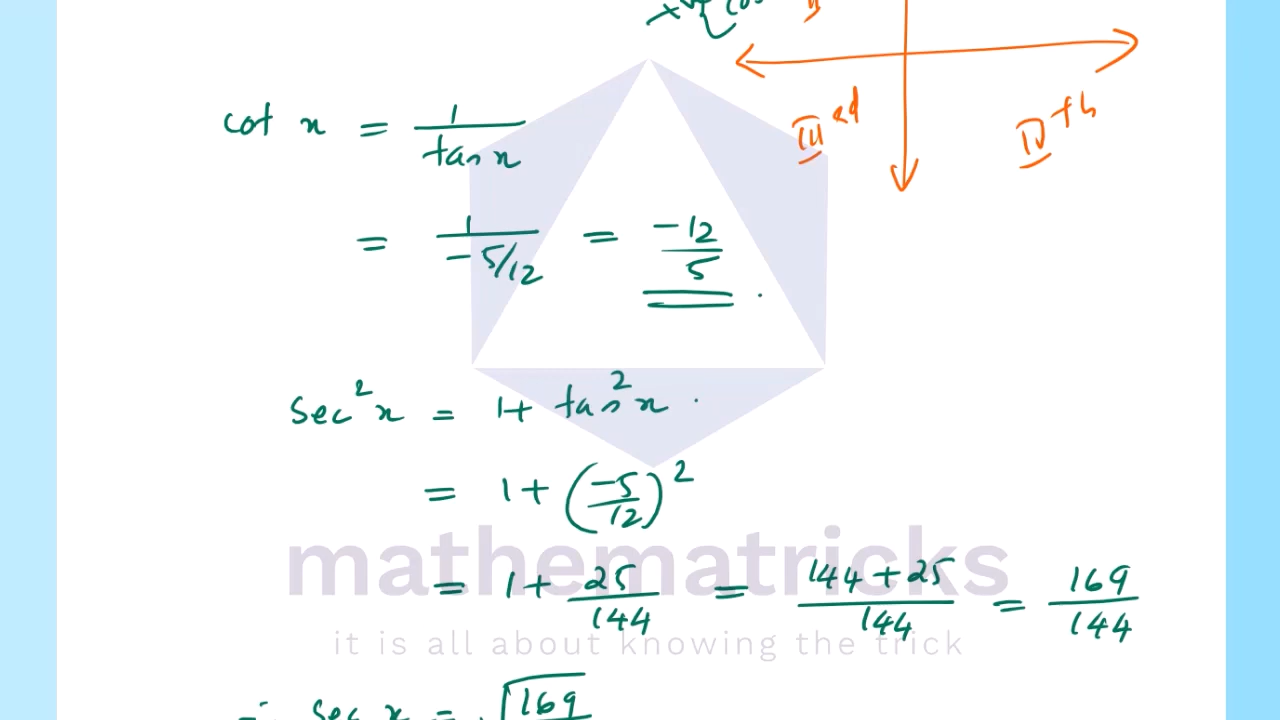 cot x = 1/tan x
III rd IV th
= 1/(-5/12) = -12/5 .
sec²x = 1 + tan²x .
= 1 + (-5/12)²
= 1 + 25/144 = 144+25/144 = 169/144
mathematricks
it is all about knowing the trick
∴ sec x = √169